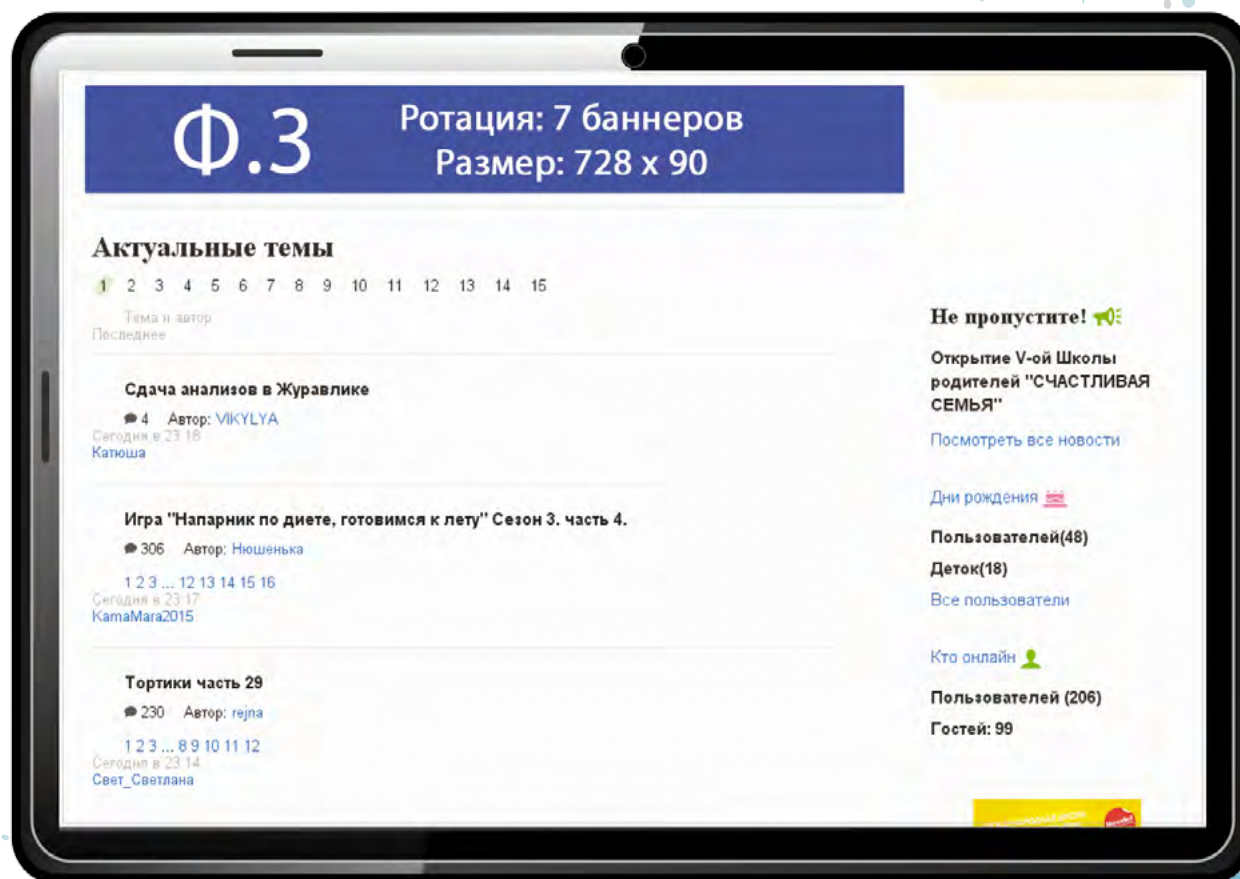 Ф.3
Ротация: 7 баннеров
Размер: 728 x 90
Актуальные темы
1 2 3 4 5 6 7 8 9 10 11 12 13 14 15
Тема и автор
Последнее
Сдача анализов в Журавлике
4 Автор: VIKYLYA
Сегодня в 23:18
Катюша
Игра "Напарник по диете, готовимся к лету" Сезон 3. часть 4.
306 Автор: Нюшенька
1 2 3 ... 12 13 14 15 16
Сегодня в 23:17
KamaMara2015
Тортики часть 29
230 Автор: rejna
1 2 3 ... 8 9 10 11 12
Сегодня в 23:14
Свет_Светлана
Не пропустите!
Открытие V-ой Школы
родителей "СЧАСТЛИВАЯ
СЕМЬЯ"
Посмотреть все новости
Дни рождения
Пользователей(48)
Деток(18)
Все пользователи
Кто онлайн
Пользователей (206)
Гостей: 99